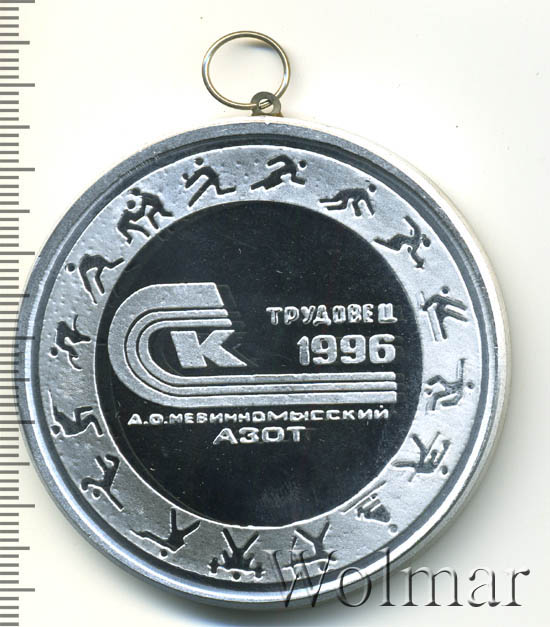 ТРУДОВЕЦ
СК 1996
А.О.НЕВИННОМЫССКИЙ
АЗОТ
Wolmar